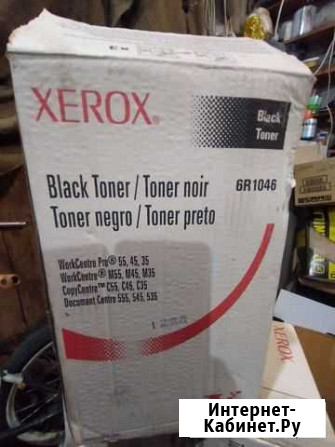 XEROX®
Black
Toner
Black Toner / Toner noir
6R1046
Toner negro / Toner preto
WorkCentre Pro® 55, 45, 35
WorkCentre® M55, M45, M35
CopyCentre™ C55, C45, C35
Document Centre 555, 545, 535
XEROX
Интернет-
Кабинет.Ру